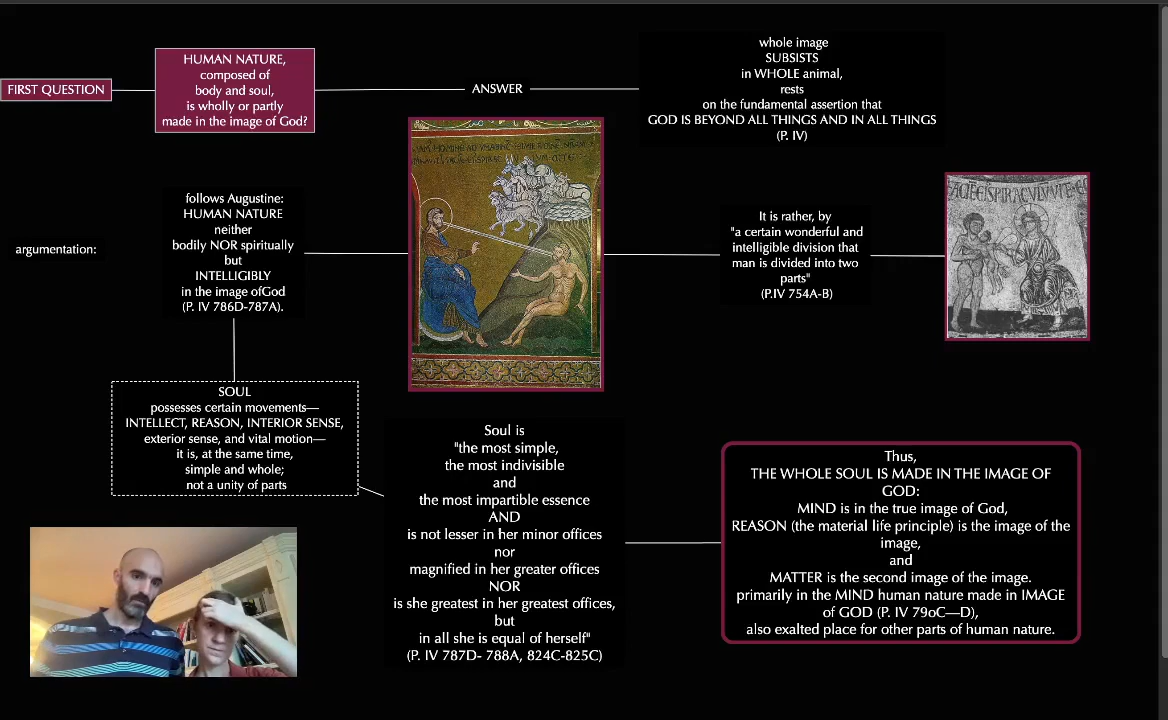 FIRST QUESTION
HUMAN NATURE,
composed of
body and soul,
is wholly or partly
made in the image of God?
ANSWER
whole image
SUBSISTS
in WHOLE animal,
rests
on the fundamental assertion that
GOD IS BEYOND ALL THINGS AND IN ALL THINGS
(P. IV)
argumentation:
follows Augustine:
HUMAN NATURE
neither
bodily NOR spiritually
but
INTELLIGIBLY
in the image ofGod
(P. IV 786D-787A).
It is rather, by
"a certain wonderful and
intelligible division that
man is divided into two
parts"
(P.IV 754A-B)
SOUL
possesses certain movements—
INTELLECT, REASON, INTERIOR SENSE,
exterior sense, and vital motion—
it is, at the same time,
simple and whole;
not a unity of parts
Soul is
"the most simple,
the most indivisible
and
the most impartible essence
AND
is not lesser in her minor offices
nor
magnified in her greater offices
NOR
is she greatest in her greatest offices,
but
in all she is equal of herself"
(P. IV 787D- 788A, 824C-825C)
Thus,
THE WHOLE SOUL IS MADE IN THE IMAGE OF
GOD:
MIND is in the true image of God,
REASON (the material life principle) is the image of the
image,
and
MATTER is the second image of the image.
primarily in the MIND human nature made in IMAGE
of GOD (P. IV 79oC—D),
also exalted place for other parts of human nature.